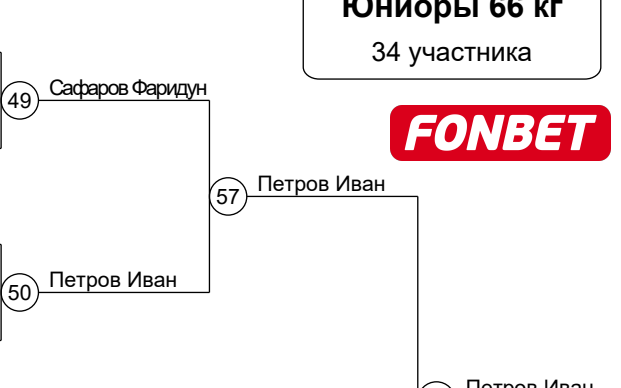 Юниоры 66 кг
34 участника
49 Сафаров Фаридун
FONBET
57 Петров Иван
50 Петров Иван
Петров Иван